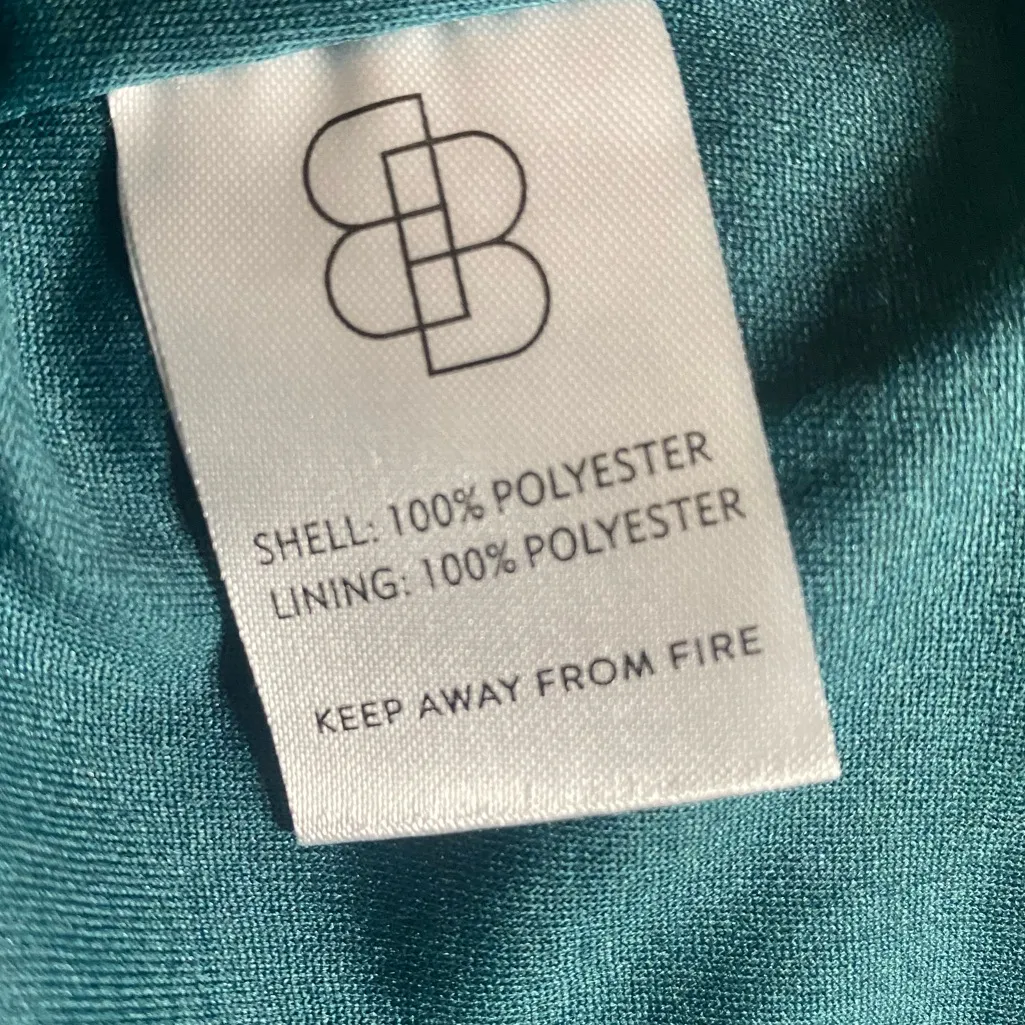 SHELL: 100% POLYESTER
LINING: 100% POLYESTER
KEEP AWAY FROM FIRE